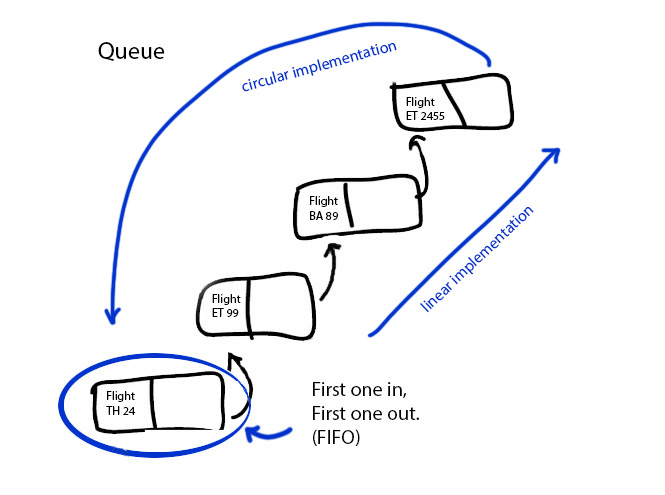 Queue
circular implementation
Flight
ET 2455
Flight
BA 89
linear implementation
Flight
ET 99
Flight
TH 24
First one in,
First one out.
(FIFO)